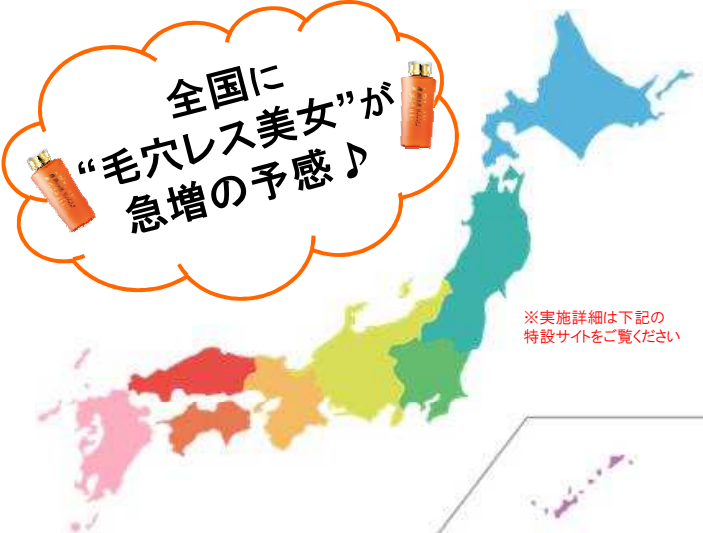 全国に
“毛穴レス美女”が
急増の予感♪
※実施詳細は下記の
特設サイトをご覧ください